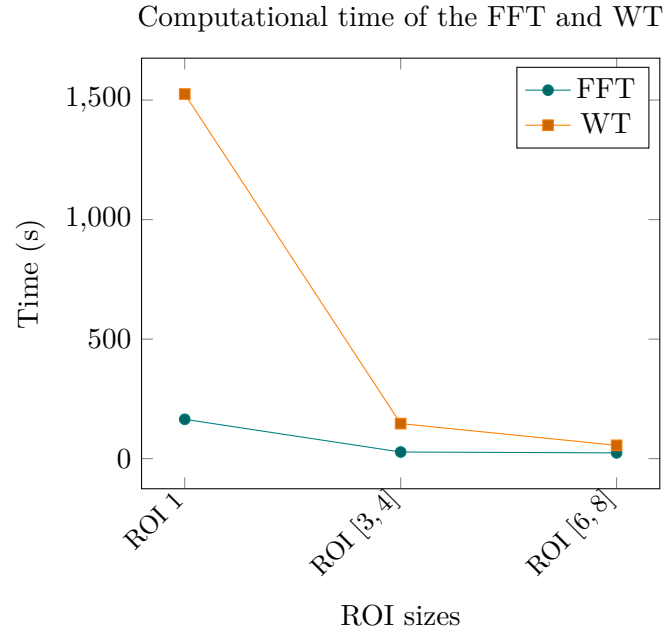 Computational time of the FFT and WT
FFT
WT
1,500
1,000
500
0
Time (s)
ROI 1
ROI [3, 4]
ROI [6, 8]
ROI sizes